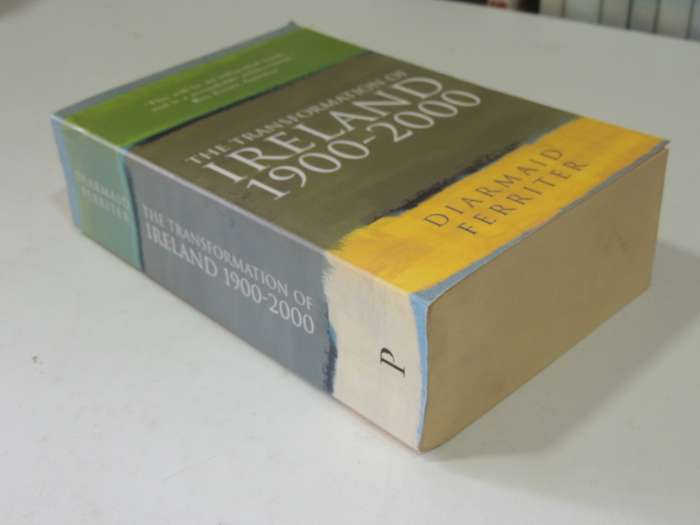 THE TRANSFORMATION OF
IRELAND
1900-2000
DIARMAID
FERRITER
DIARMAID
FERRITER
THE TRANSFORMATION OF
IRELAND 1900-2000
P